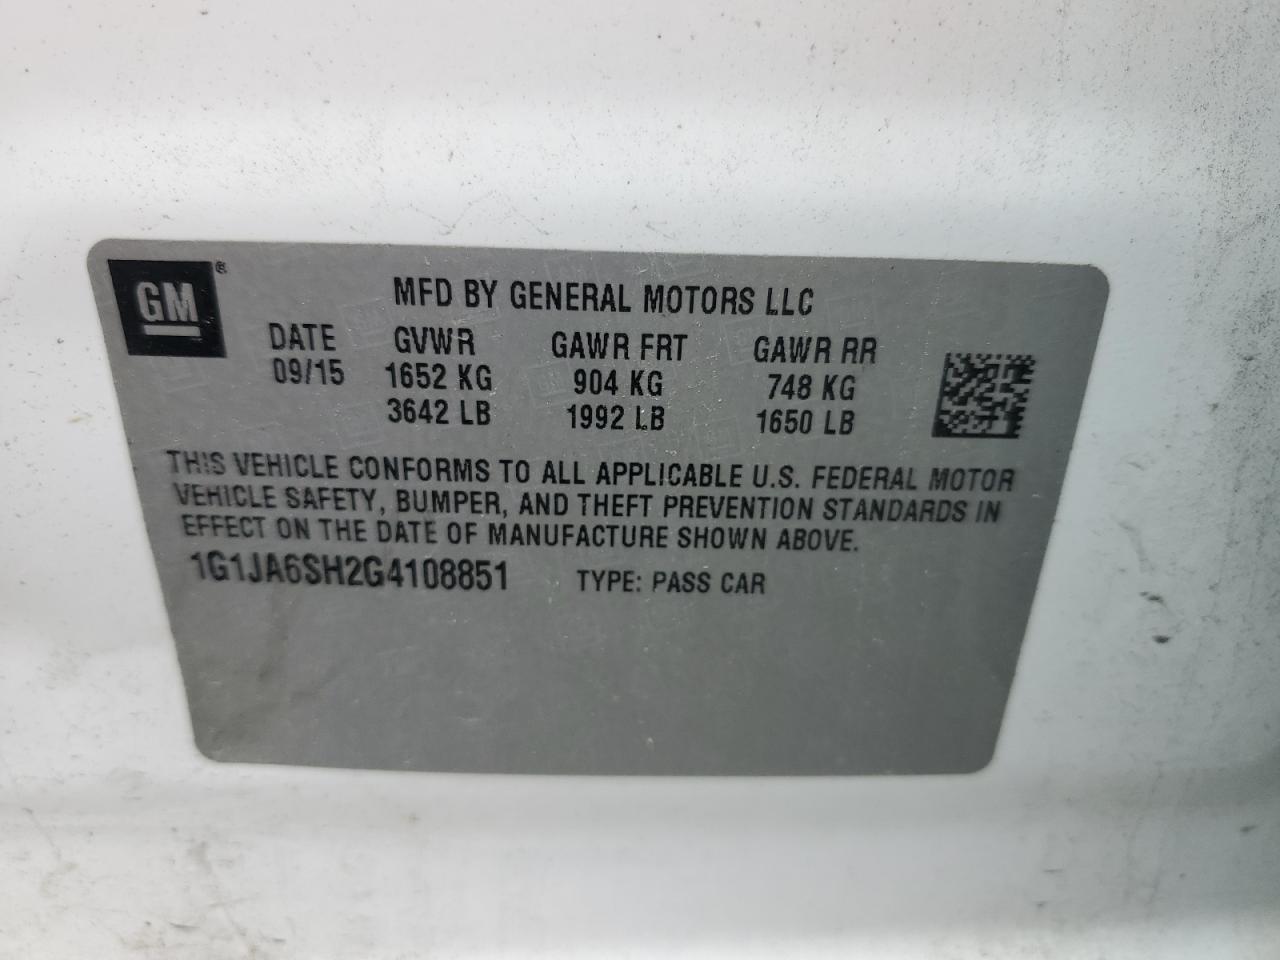 GM®
MFD BY GENERAL MOTORS LLC
DATE GVWR GAWR FRT GAWR RR
09/15 1652 KG 904 KG 748 KG
3642 LB 1992 LB 1650 LB
THIS VEHICLE CONFORMS TO ALL APPLICABLE U.S. FEDERAL MOTOR
VEHICLE SAFETY, BUMPER, AND THEFT PREVENTION STANDARDS IN
EFFECT ON THE DATE OF MANUFACTURE SHOWN ABOVE.
1G1JA6SH2G4108851 TYPE: PASS CAR